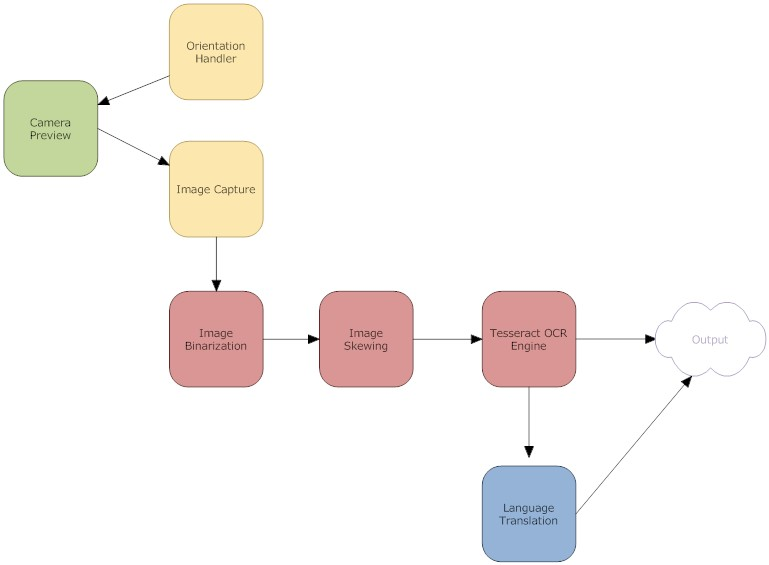 Orientation
Handler
Camera
Preview
Image Capture
Image
Binarization
Image
Skewing
Tesseract OCR
Engine
Output
Language
Translation